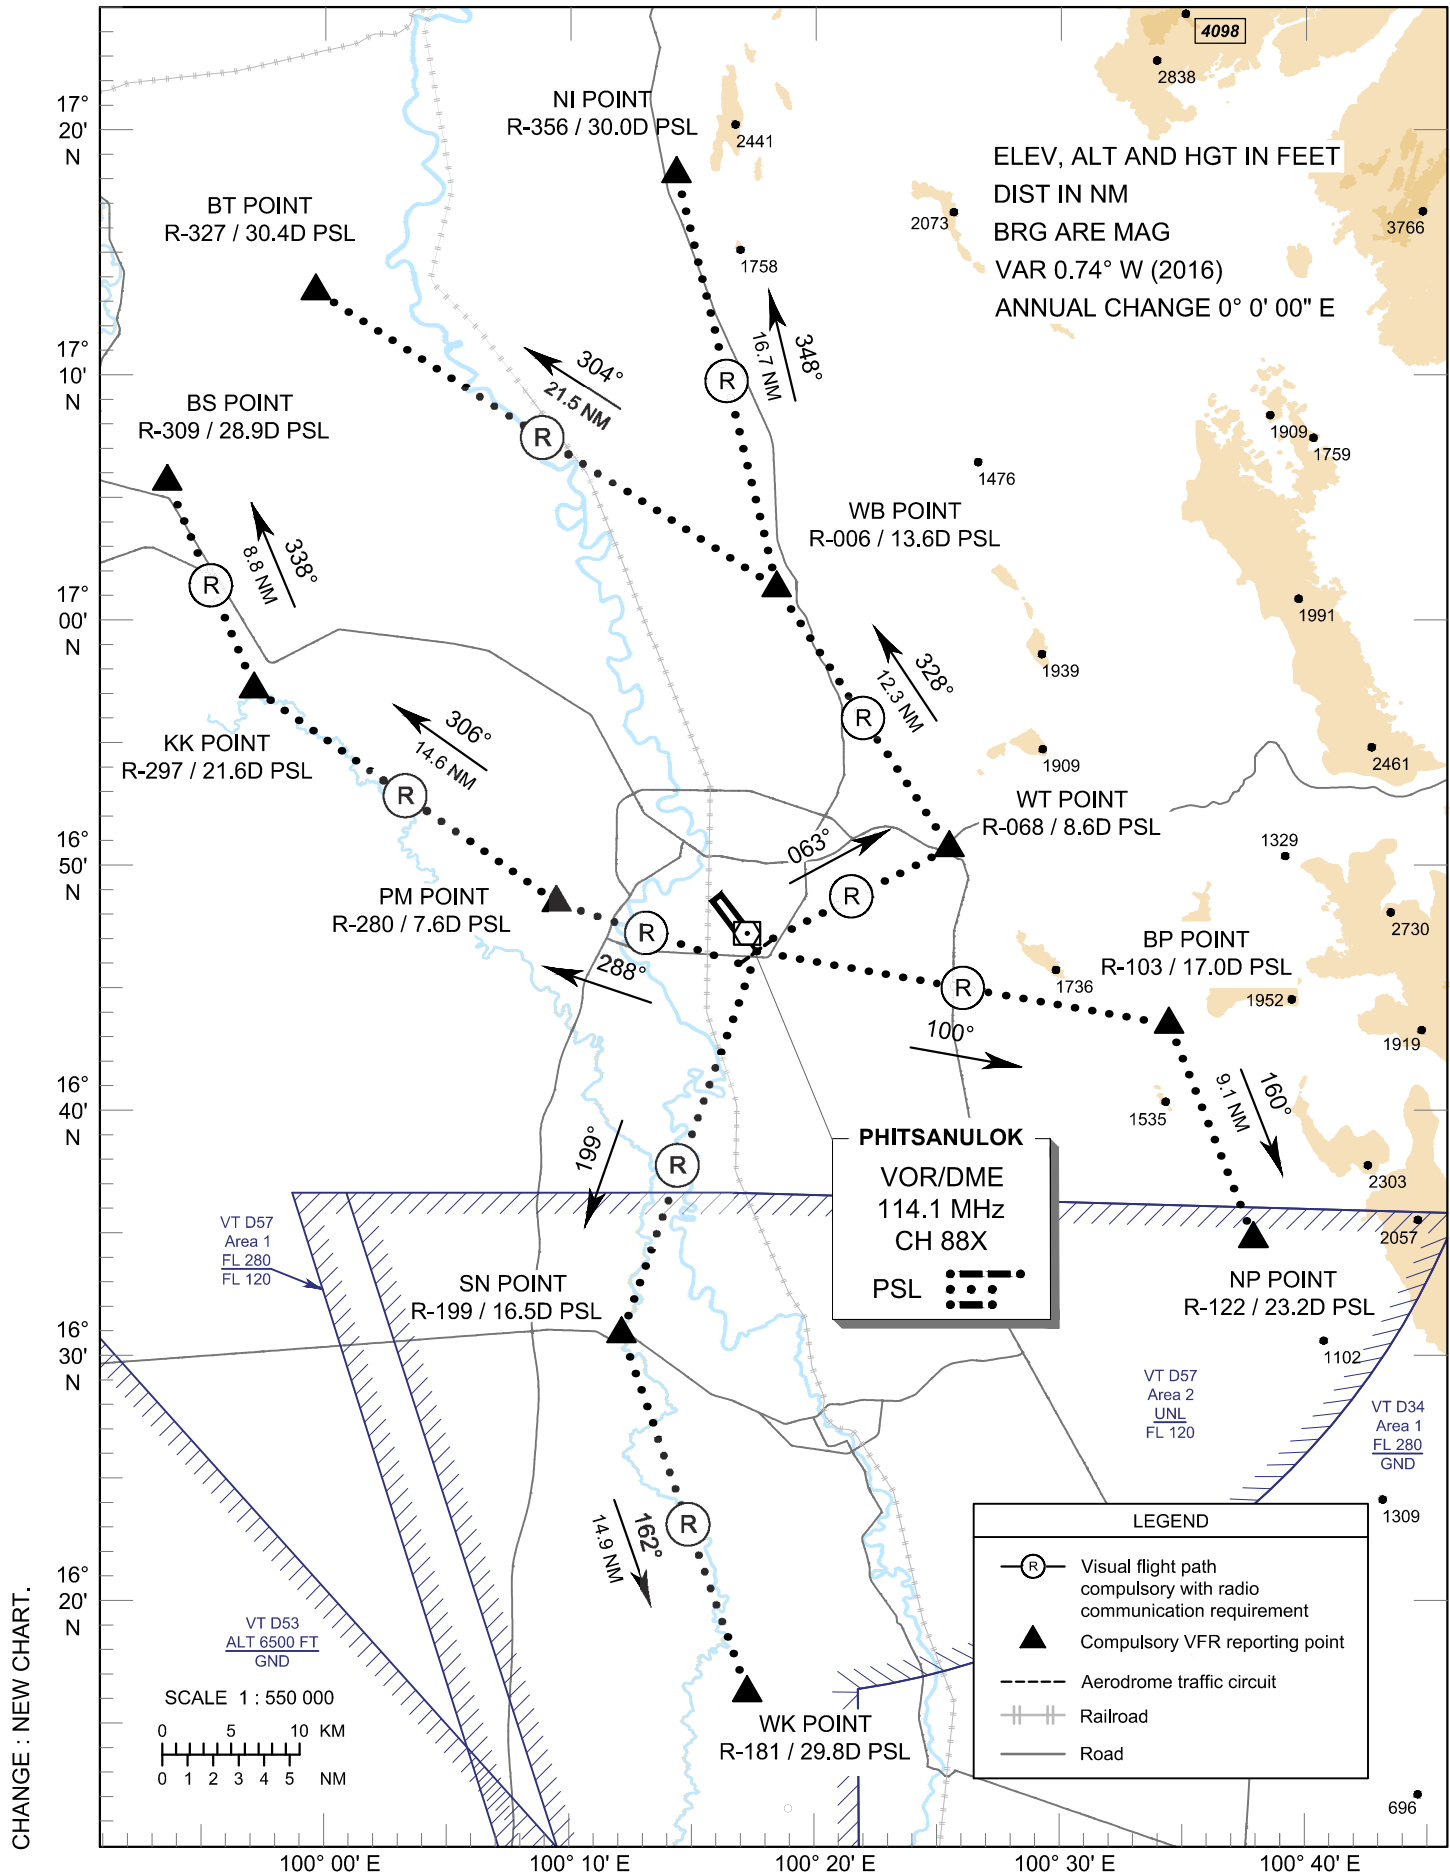 4098
2838
17°
20'
N
NI POINT
R-356 / 30.0D PSL
2441
ELEV, ALT AND HGT IN FEET
DIST IN NM
BRG ARE MAG
VAR 0.74° W (2016)
ANNUAL CHANGE 0° 0' 00" E
BT POINT
R-327 / 30.4D PSL
2073
3766
1758
17°
10'
N
304°
21.5 NM
348°
16.7 NM
R
R
BS POINT
R-309 / 28.9D PSL
1909
1759
1476
WB POINT
R-006 / 13.6D PSL
338°
8.8 NM
R
17°
00'
N
1991
1939
328°
12.3 NM
R
306°
14.6 NM
KK POINT
R-297 / 21.6D PSL
1909
2461
R
WT POINT
R-068 / 8.6D PSL
16°
50'
N
063°
1329
PM POINT
R-280 / 7.6D PSL
R
R
2730
BP POINT
R-103 / 17.0D PSL
288°
R
1736
1952
100°
1919
16°
40'
N
160°
9.1 NM
1535
199°
R
PHITSANULOK
VOR/DME
114.1 MHz
CH 88X
PSL
2303
2057
VT D57
Area 1
FL 280
FL 120
SN POINT
R-199 / 16.5D PSL
NP POINT
R-122 / 23.2D PSL
16°
30'
N
1102
VT D57
Area 2
UNL
FL 120
VT D34
Area 1
FL 280
GND
1309
162°
14.9 NM
R
LEGEND
R
Visual flight path
compulsory with radio
communication requirement
Compulsory VFR reporting point
Aerodrome traffic circuit
Railroad
Road
16°
20'
N
VT D53
ALT 6500 FT
GND
SCALE 1 : 550 000
0 5 10 KM
0 1 2 3 4 5 NM
WK POINT
R-181 / 29.8D PSL
696
CHANGE : NEW CHART.
100° 00' E
100° 10' E
100° 20' E
100° 30' E
100° 40' E